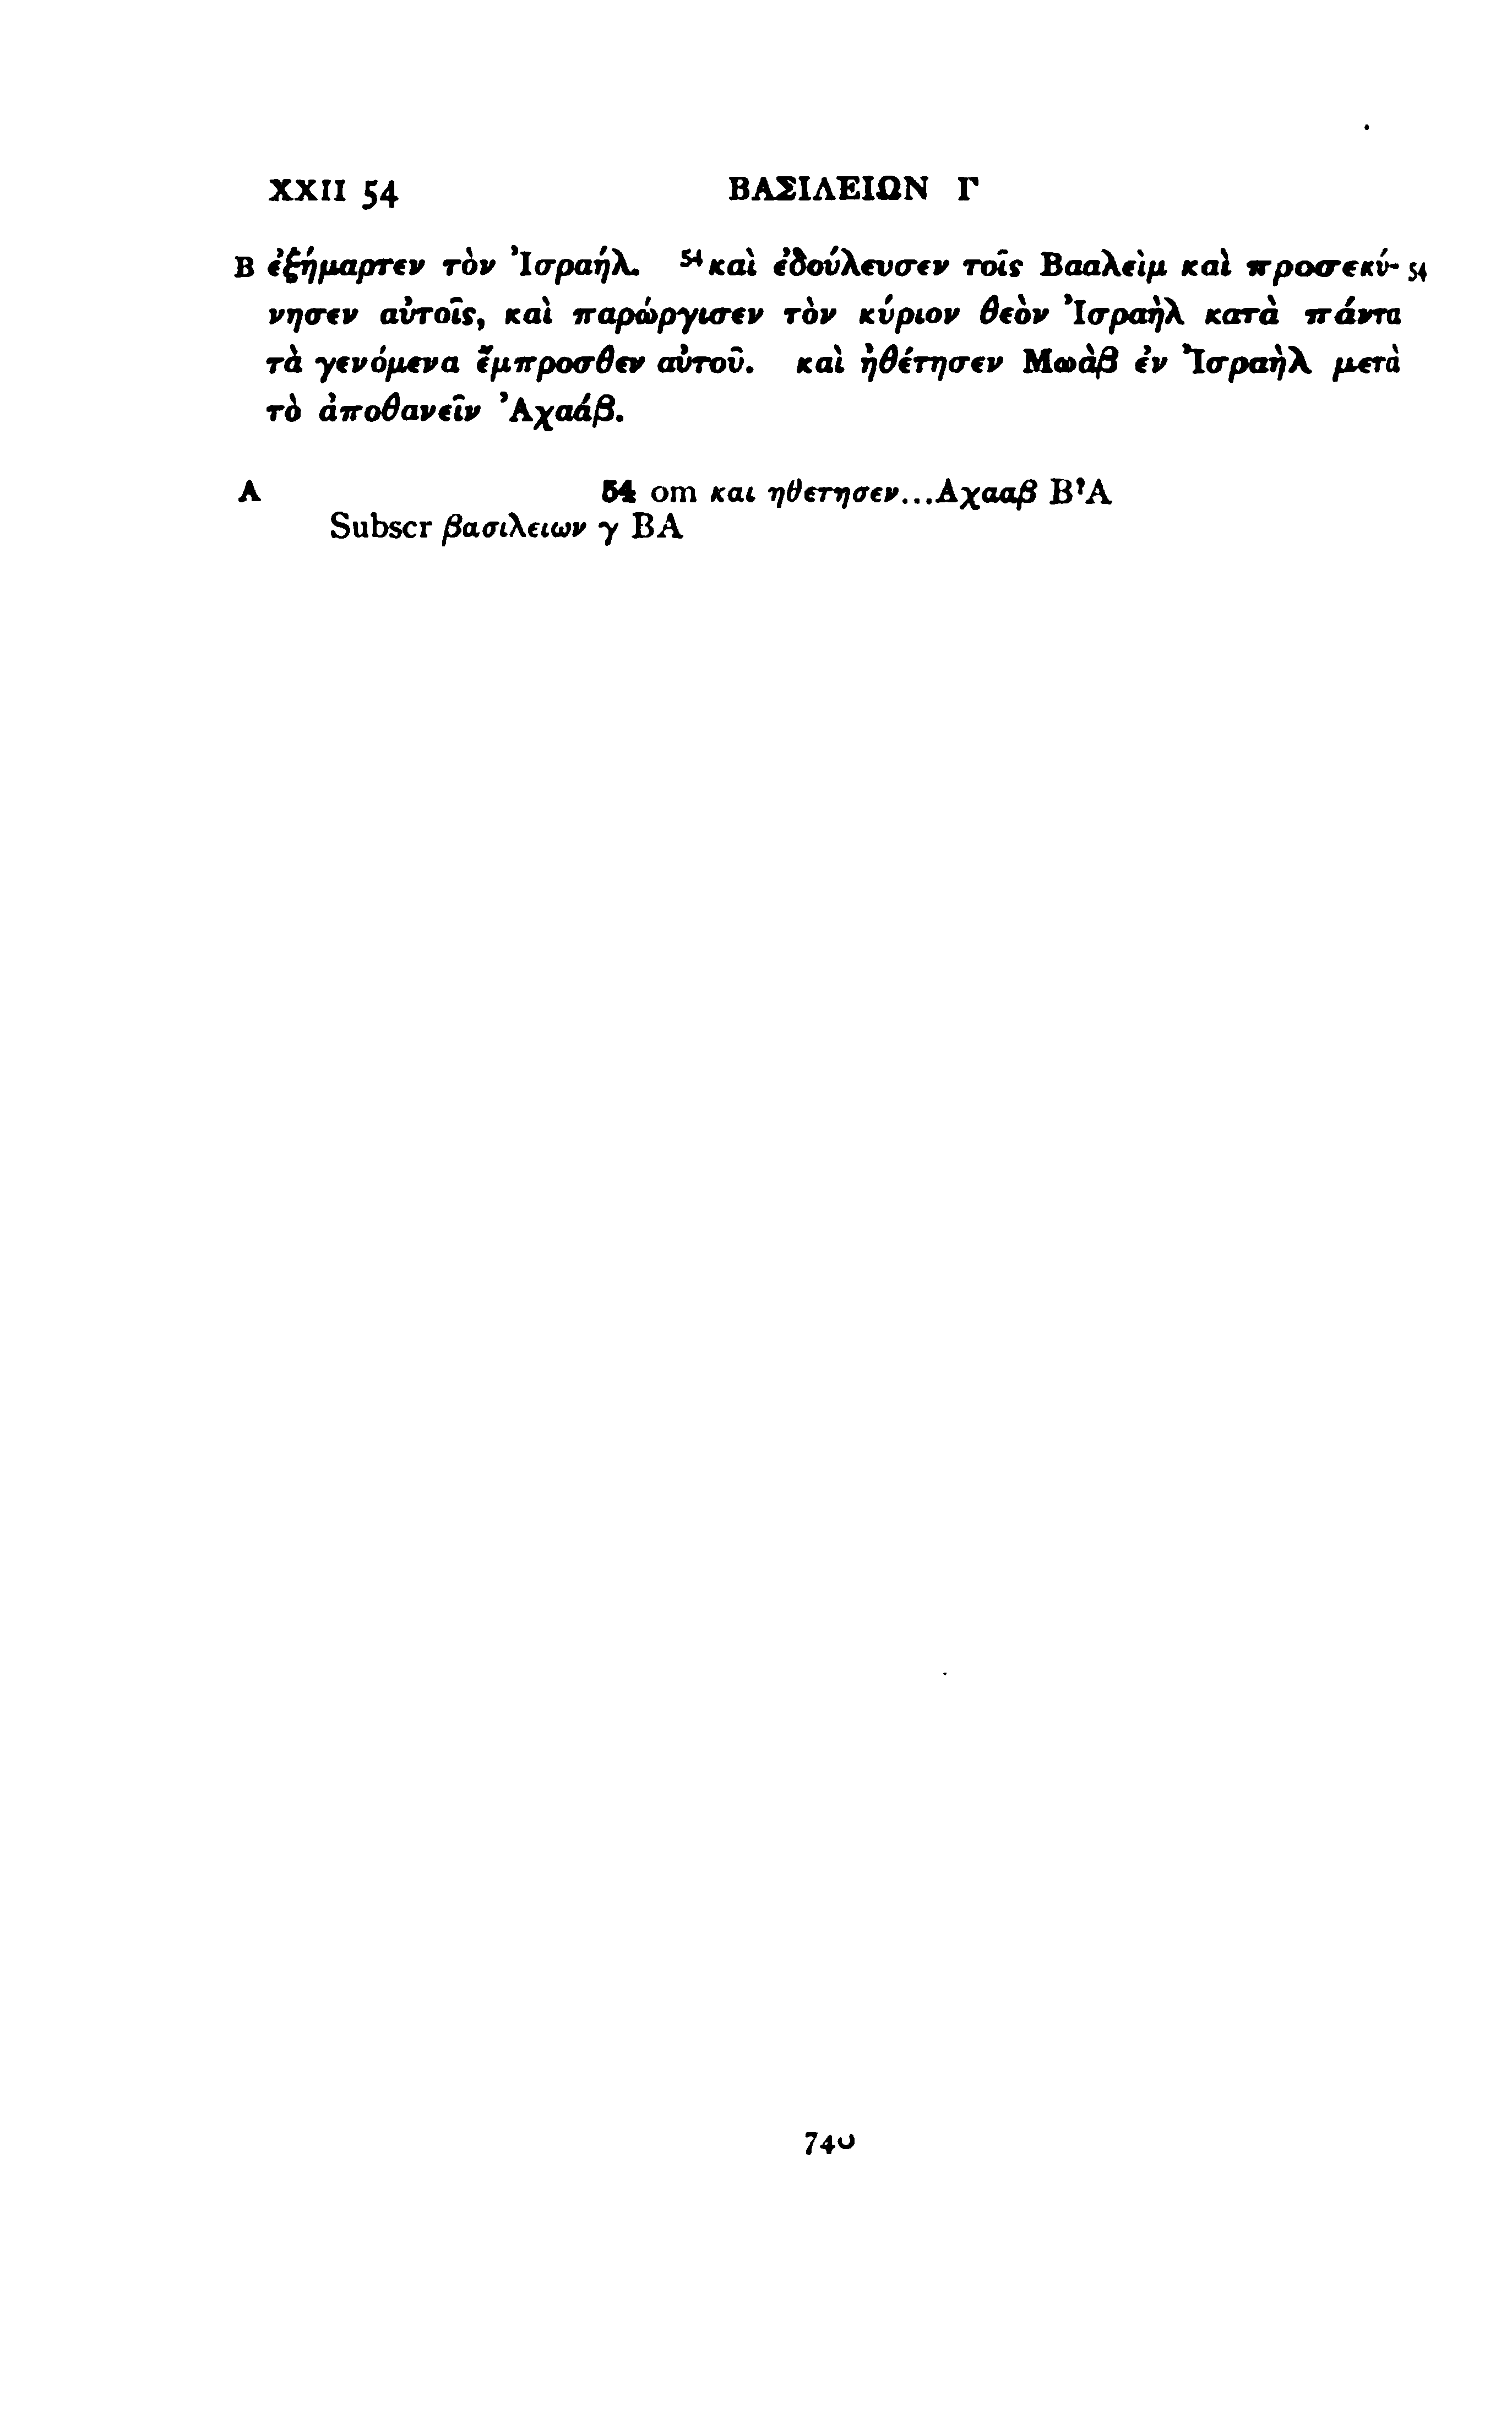 XXII 54 ΒΑΣΙΛΕΙΩΝ Γ
B ἐξήμαρτεν τὸν Ἰσραήλ. 54 καὶ ἐδούλευσεν τοῖς Βααλεὶμ καὶ προσεκύ- 54
νησεν αὐτοῖς, καὶ παρώργισεν τὸν κύριον θεὸν Ἰσραὴλ κατὰ πάντα
τὰ γενόμενα ἔμπροσθεν αὐτοῦ. καὶ ἠθέτησεν Μωὰβ ἐν Ἰσραὴλ μετὰ
τὸ ἀποθανεῖν Ἀχαάβ.
A 54 om και ηθετησεν...Αχααβ B'A
Subscr βασιλειων γ BA